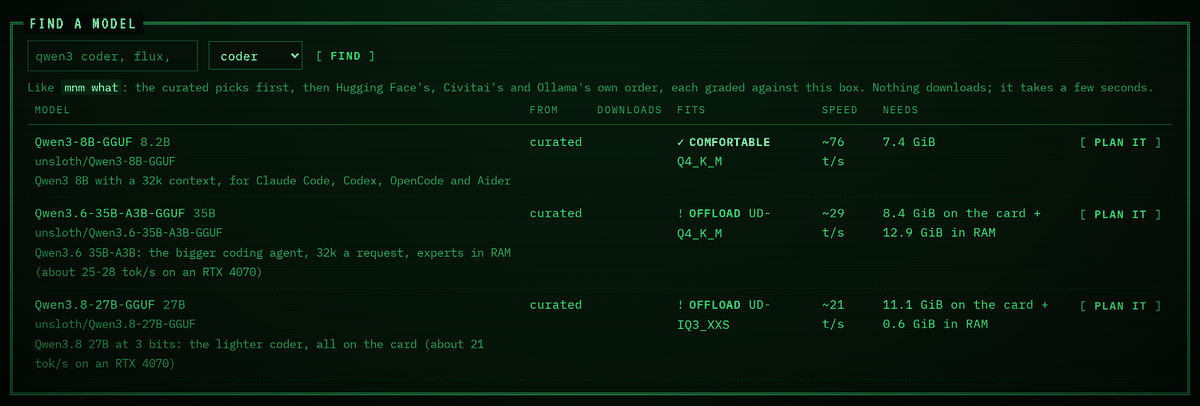 FIND A MODEL
qwen3 coder, flux, coder [ FIND ]
Like mnm what: the curated picks first, then Hugging Face's, Civitai's and Ollama's own order, each graded against this box. Nothing downloads; it takes a few seconds.
MODEL FROM DOWNLOADS FITS SPEED NEEDS
Qwen3-8B-GGUF 8.2B curated ✓ COMFORTABLE ~76 7.4 GiB [ PLAN IT ]
unsloth/Qwen3-8B-GGUF Q4_K_M t/s
Qwen3 8B with a 32k context, for Claude Code, Codex, OpenCode and Aider
Qwen3.6-35B-A3B-GGUF 35B curated ! OFFLOAD UD- ~29 8.4 GiB on the card + [ PLAN IT ]
unsloth/Qwen3.6-35B-A3B-GGUF Q4_K_M t/s 12.9 GiB in RAM
Qwen3.6 35B-A3B: the bigger coding agent, 32k a request, experts in RAM
(about 25-28 tok/s on an RTX 4070)
Qwen3.8-27B-GGUF 27B curated ! OFFLOAD UD- ~21 11.1 GiB on the card + [ PLAN IT ]
unsloth/Qwen3.8-27B-GGUF IQ3_XXS t/s 0.6 GiB in RAM
Qwen3.8 27B at 3 bits: the lighter coder, all on the card (about 21
tok/s on an RTX 4070)